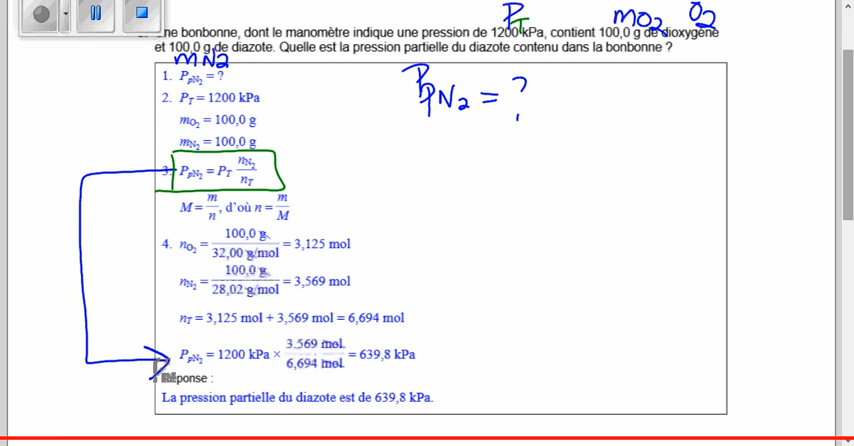 P_T mO2 O2
Une bonbonne, dont le manomètre indique une pression de 1200 kPa, contient 100,0 g de dioxygène
et 100,0 g de diazote. Quelle est la pression partielle du diazote contenu dans la bonbonne ?
mN2
1. P_pN2 = ?
PpN2 = ?
2. P_T = 1200 kPa
m_O2 = 100,0 g
m_N2 = 100,0 g
3. P_pN2 = P_T n_N2/n_T
M = m/n, d'où n = m/M
4. n_O2 = 100,0 g/32,00 g/mol = 3,125 mol
n_N2 = 100,0 g/28,02 g/mol = 3,569 mol
n_T = 3,125 mol + 3,569 mol = 6,694 mol
P_pN2 = 1200 kPa × 3,569 mol/6,694 mol = 639,8 kPa
Réponse :
La pression partielle du diazote est de 639,8 kPa.